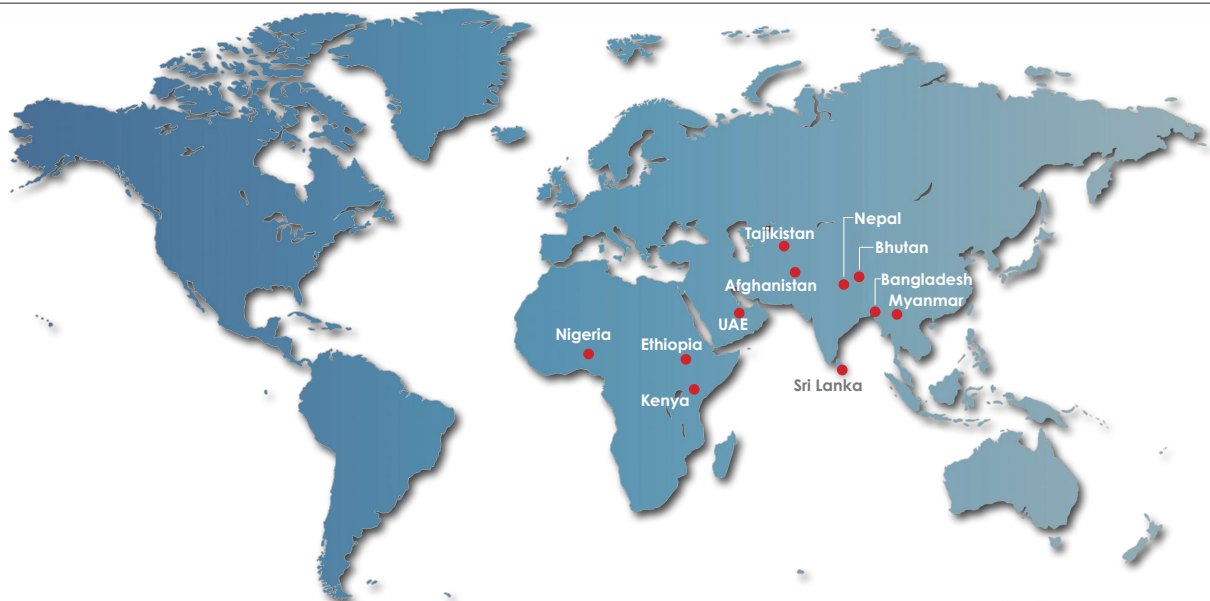 Nepal
Tajikistan
Bhutan
Afghanistan
Bangladesh
Myanmar
UAE
Nigeria
Ethiopia
Sri Lanka
Kenya